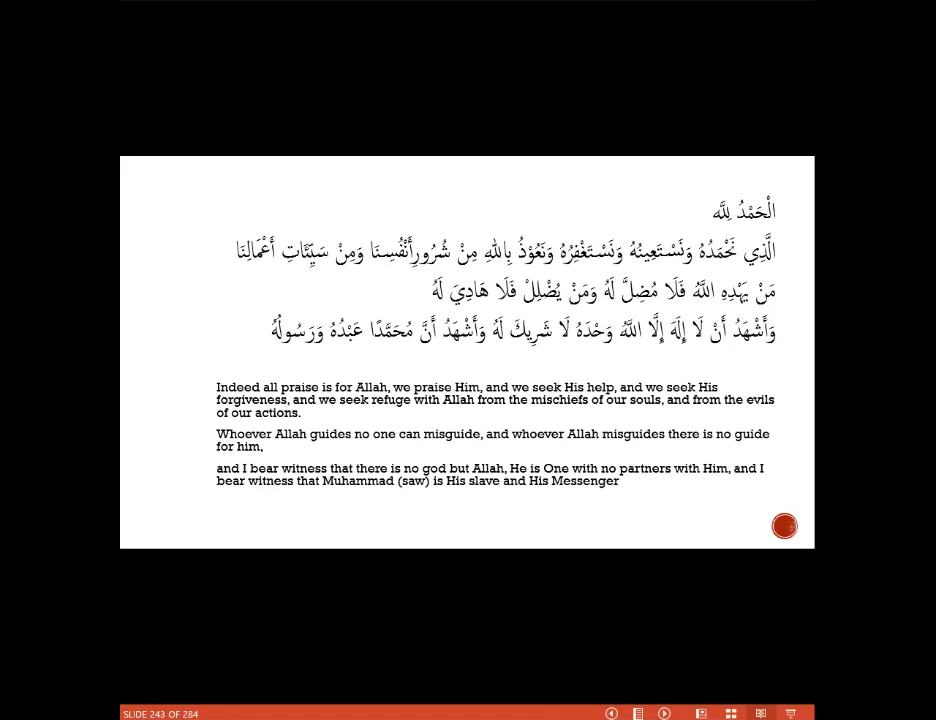 الْحَمْدُ لِلَّه
الَّذِي نَحْمَدُهُ وَنَسْتَعِينُهُ وَنَسْتَغْفِرُهُ وَنَعُوْذُ بِاللهِ مِنْ شُرُورِأَنْفُسِنَا وَمِنْ سَيِّئَاتِ أَعْمَالِنَا
مَنْ يَهْدِهِ اللَّهُ فَلَا مُضِلَّ لَهُ وَمَنْ يُضْلِلْ فَلَا هَادِيَ لَهُ
وَأَشْهَدُ أَنْ لَا إِلَهَ إِلَّا اللَّهُ وَحْدَهُ لَا شَرِيكَ لَهُ وَأَشْهَدُ أَنَّ مُحَمَّدًا عَبْدُهُ وَرَسُولُهُ
Indeed all praise is for Allah, we praise Him, and we seek His help, and we seek His
forgiveness, and we seek refuge with Allah from the mischiefs of our souls, and from the evils
of our actions.
Whoever Allah guides no one can misguide, and whoever Allah misguides there is no guide
for him,
and I bear witness that there is no god but Allah, He is One with no partners with Him, and I
bear witness that Muhammad (saw) is His slave and His Messenger
SLIDE 243 OF 284